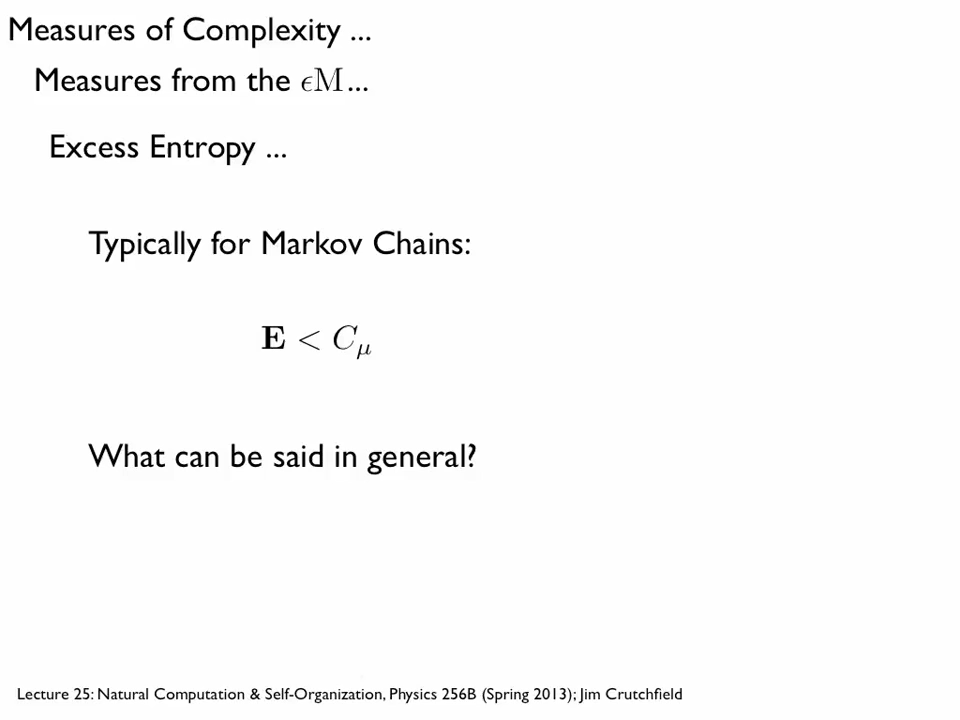 Measures of Complexity ...
Measures from the ϵM...
Excess Entropy ...
Typically for Markov Chains:
E < C_μ
What can be said in general?
Lecture 25: Natural Computation & Self-Organization, Physics 256B (Spring 2013); Jim Crutchfield